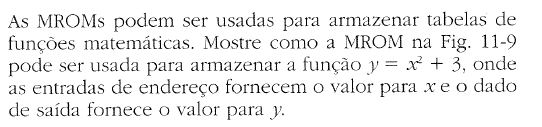 As MROMs podem ser usadas para armazenar tabelas de
funções matemáticas. Mostre como a MROM na Fig. 11-9
pode ser usada para armazenar a função y = x² + 3, onde
as entradas de endereço fornecem o valor para x e o dado
de saída fornece o valor para y.